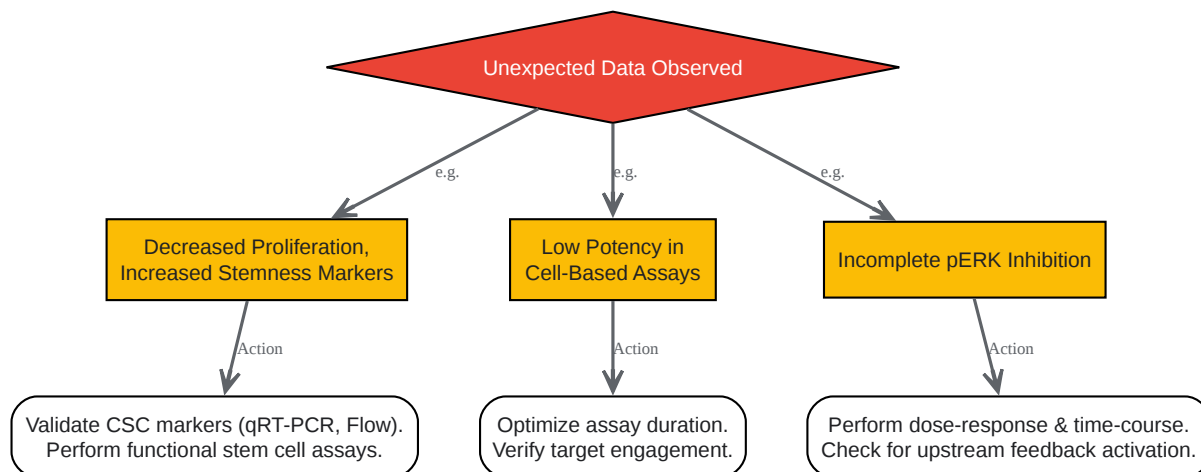 Unexpected Data Observed
e.g.
e.g.
e.g.
Decreased Proliferation,
Increased Stemness Markers
Low Potency in
Cell-Based Assays
Incomplete pERK Inhibition
Action
Action
Action
Validate CSC markers (qRT-PCR, Flow).
Perform functional stem cell assays.
Optimize assay duration.
Verify target engagement.
Perform dose-response & time-course.
Check for upstream feedback activation.